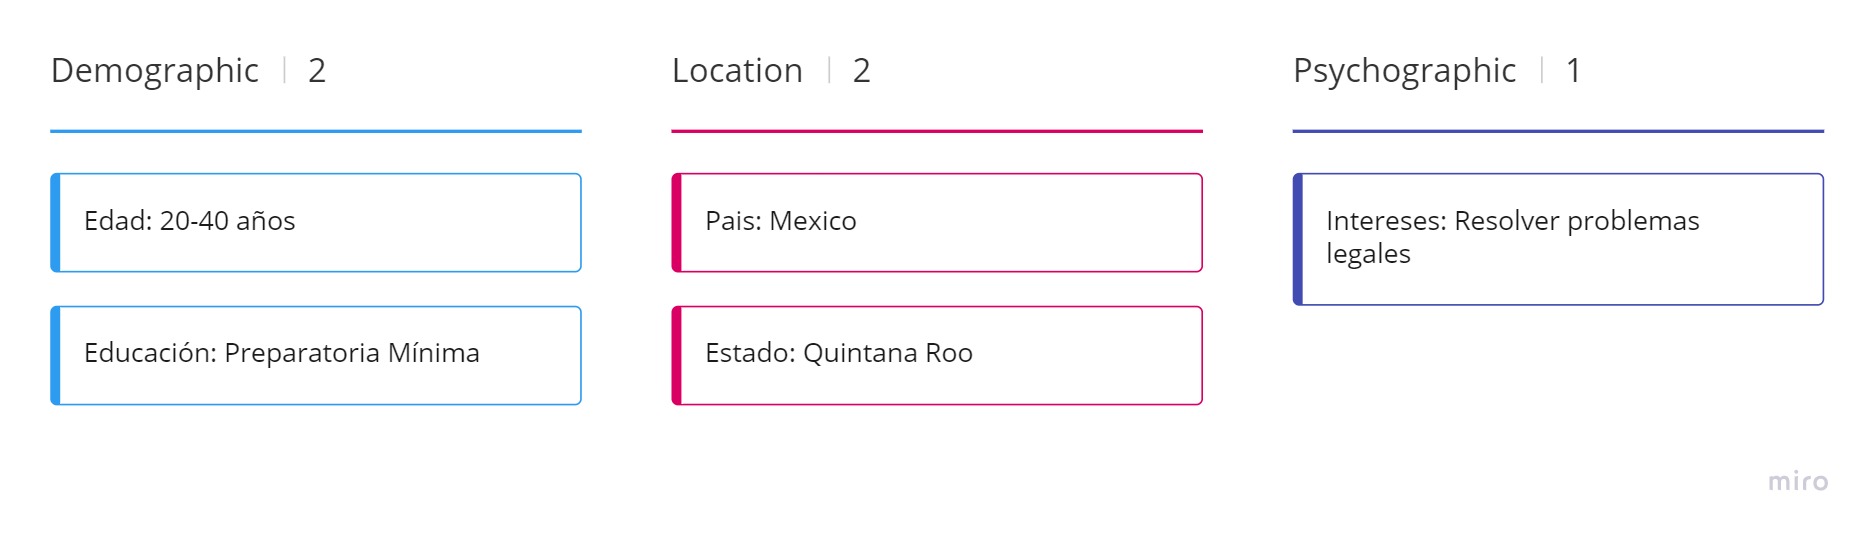 Demographic | 2
Location | 2
Psychographic | 1
Edad: 20-40 años
Educación: Preparatoria Mínima
Pais: Mexico
Estado: Quintana Roo
Intereses: Resolver problemas
legales
miro